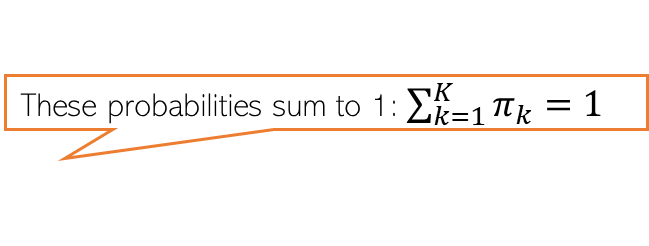 These probabilities sum to 1: ∑_{k=1}^{K} π_k = 1